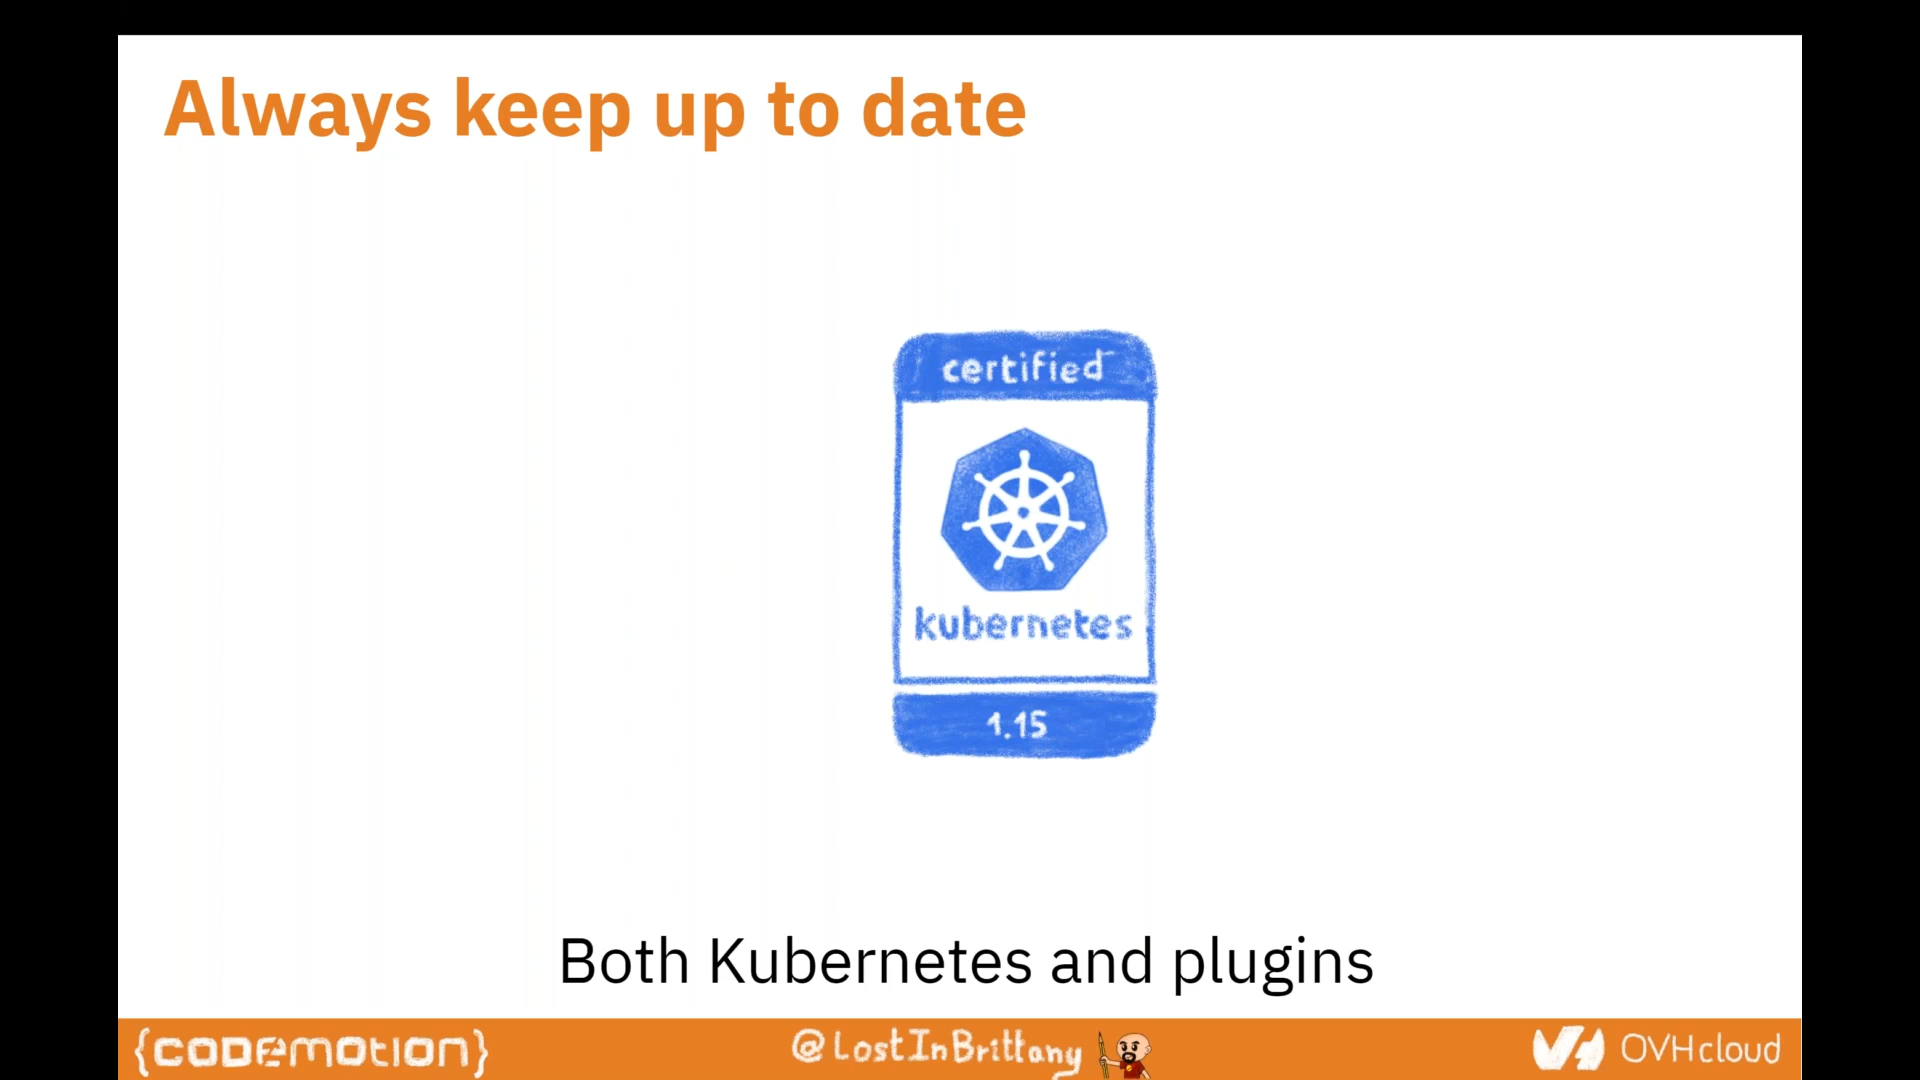 Always keep up to date
certified
kubernetes
1.15
Both Kubernetes and plugins
{CODEMOTION} @LostInBrittany OVHcloud